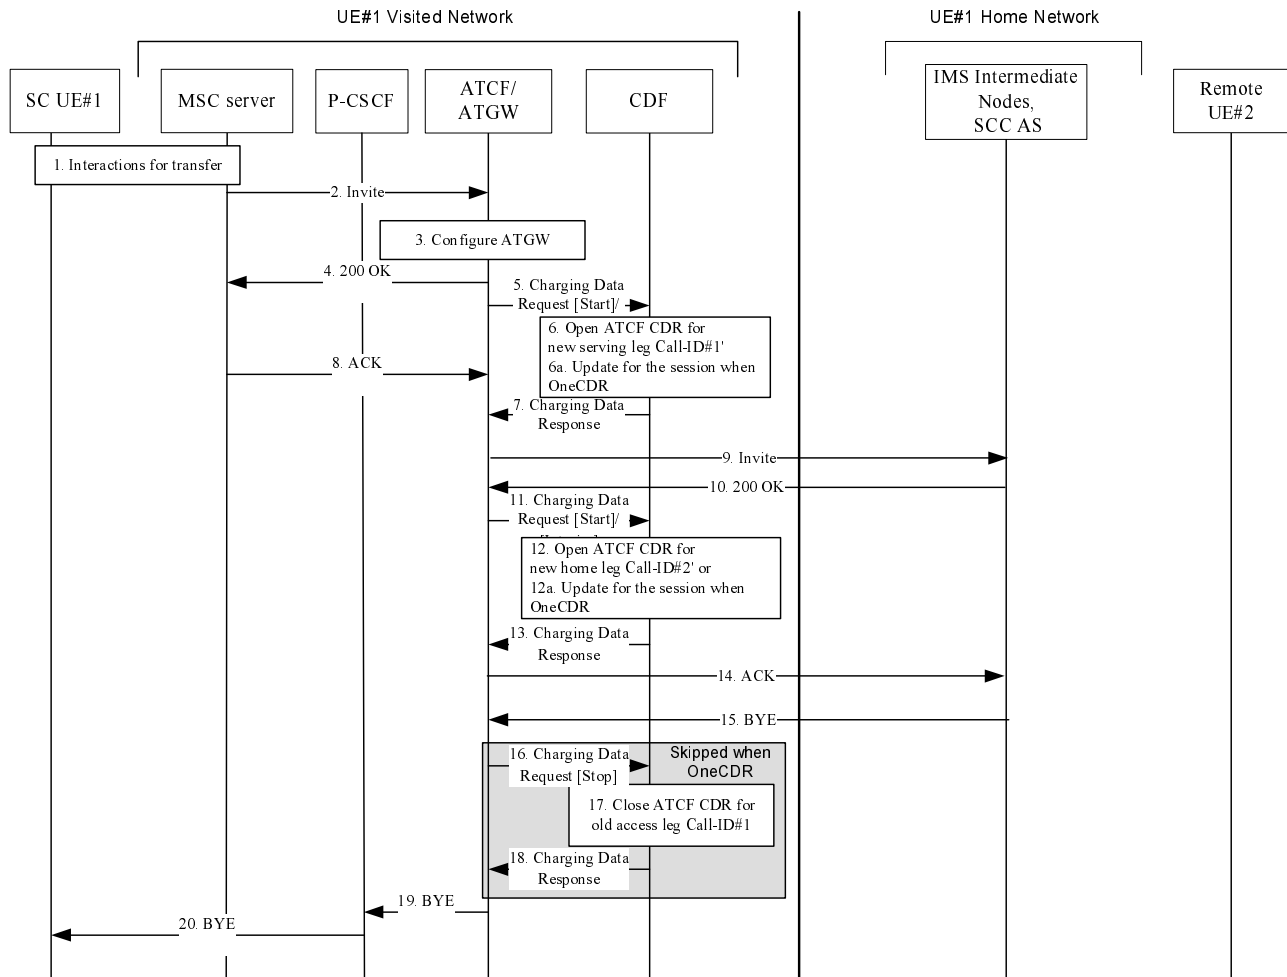 UE#1 Visited Network
UE#1 Home Network
SC UE#1
MSC server
P-CSCF
ATCF/
ATGW
CDF
IMS Intermediate
Nodes,
SCC AS
Remote
UE#2
1. Interactions for transfer
2. Invite
3. Configure ATGW
4. 200 OK
5. Charging Data
Request [Start]/
6. Open ATCF CDR for
new serving leg Call-ID#1'
6a. Update for the session when
OneCDR
8. ACK
7. Charging Data
Response
9. Invite
10. 200 OK
11. Charging Data
Request [Start]/
12. Open ATCF CDR for
new home leg Call-ID#2' or
12a. Update for the session when
OneCDR
13. Charging Data
Response
14. ACK
15. BYE
Skipped when
OneCDR
16. Charging Data
Request [Stop]
17. Close ATCF CDR for
old access leg Call-ID#1
18. Charging Data
Response
19. BYE
20. BYE